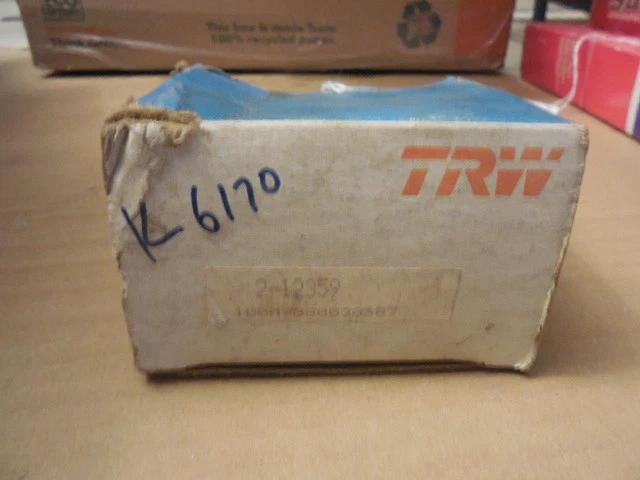 This box is made from
100% recycled paper.
TRW
K 6170
2-12359